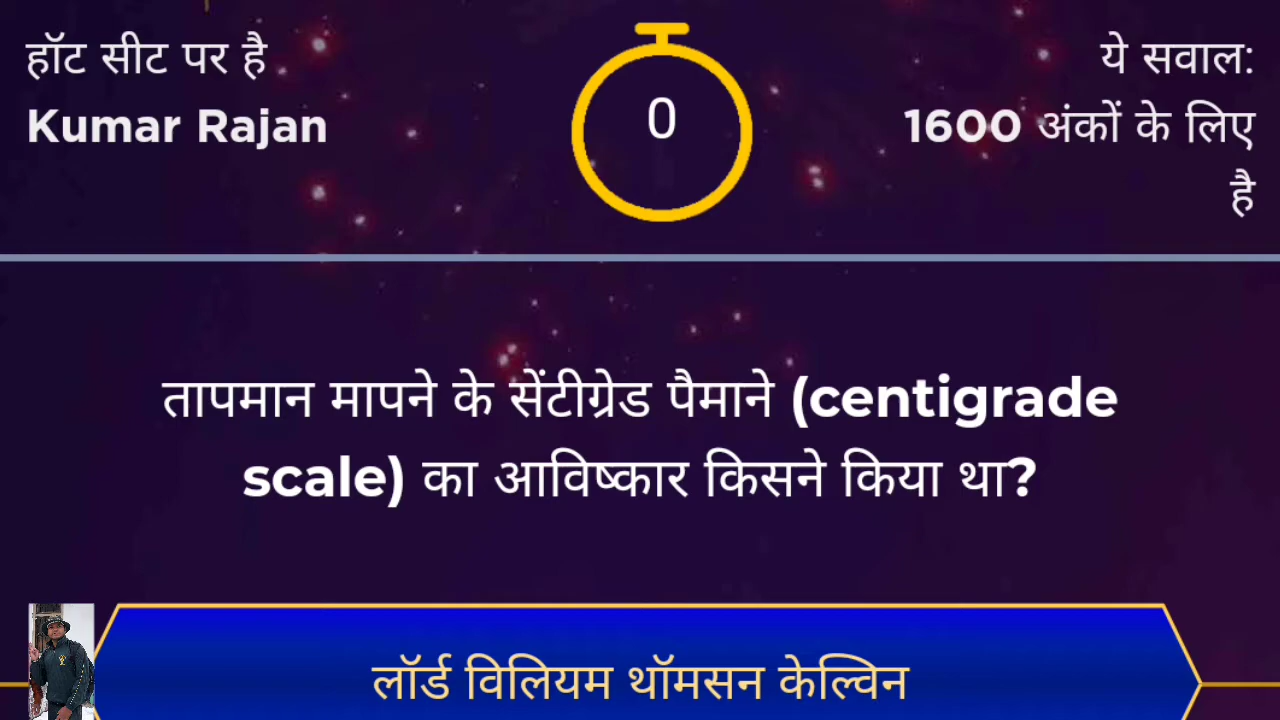 हॉट सीट पर है
Kumar Rajan
0
ये सवाल:
1600 अंकों के लिए
है
तापमान मापने के सेंटीग्रेड पैमाने (centigrade
scale) का आविष्कार किसने किया था?
लॉर्ड विलियम थॉमसन केल्विन